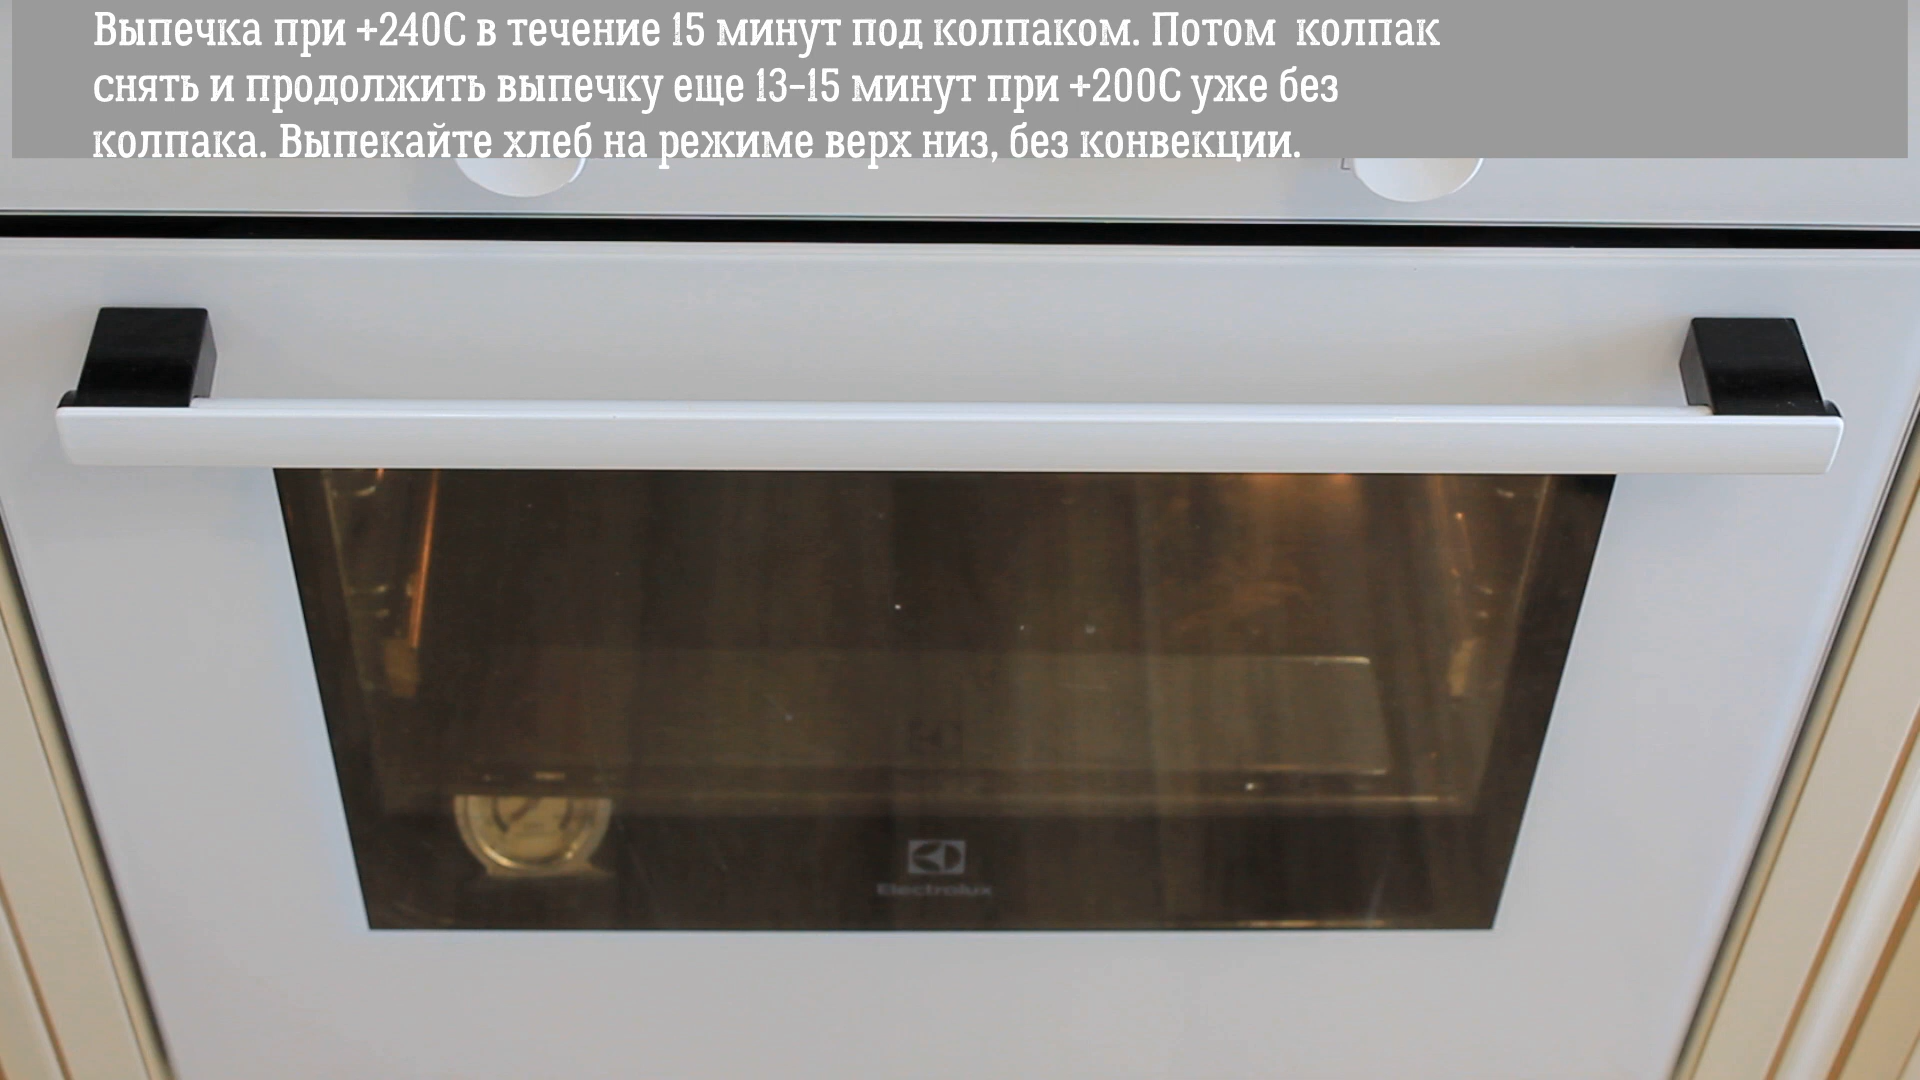 Выпечка при +240С в течение 15 минут под колпаком. Потом  колпак
снять и продолжить выпечку еще 13-15 минут при +200С уже без
колпака. Выпекайте хлеб на режиме верх низ, без конвекции.
Electrolux